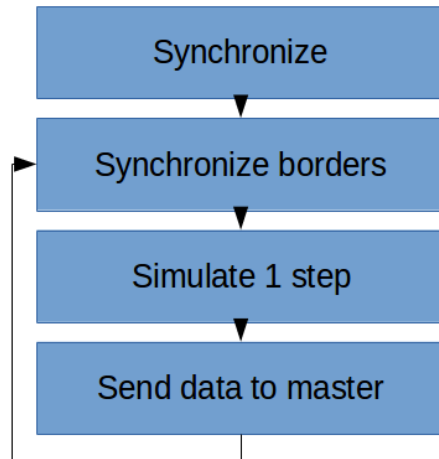 Synchronize
Synchronize borders
Simulate 1 step
Send data to master